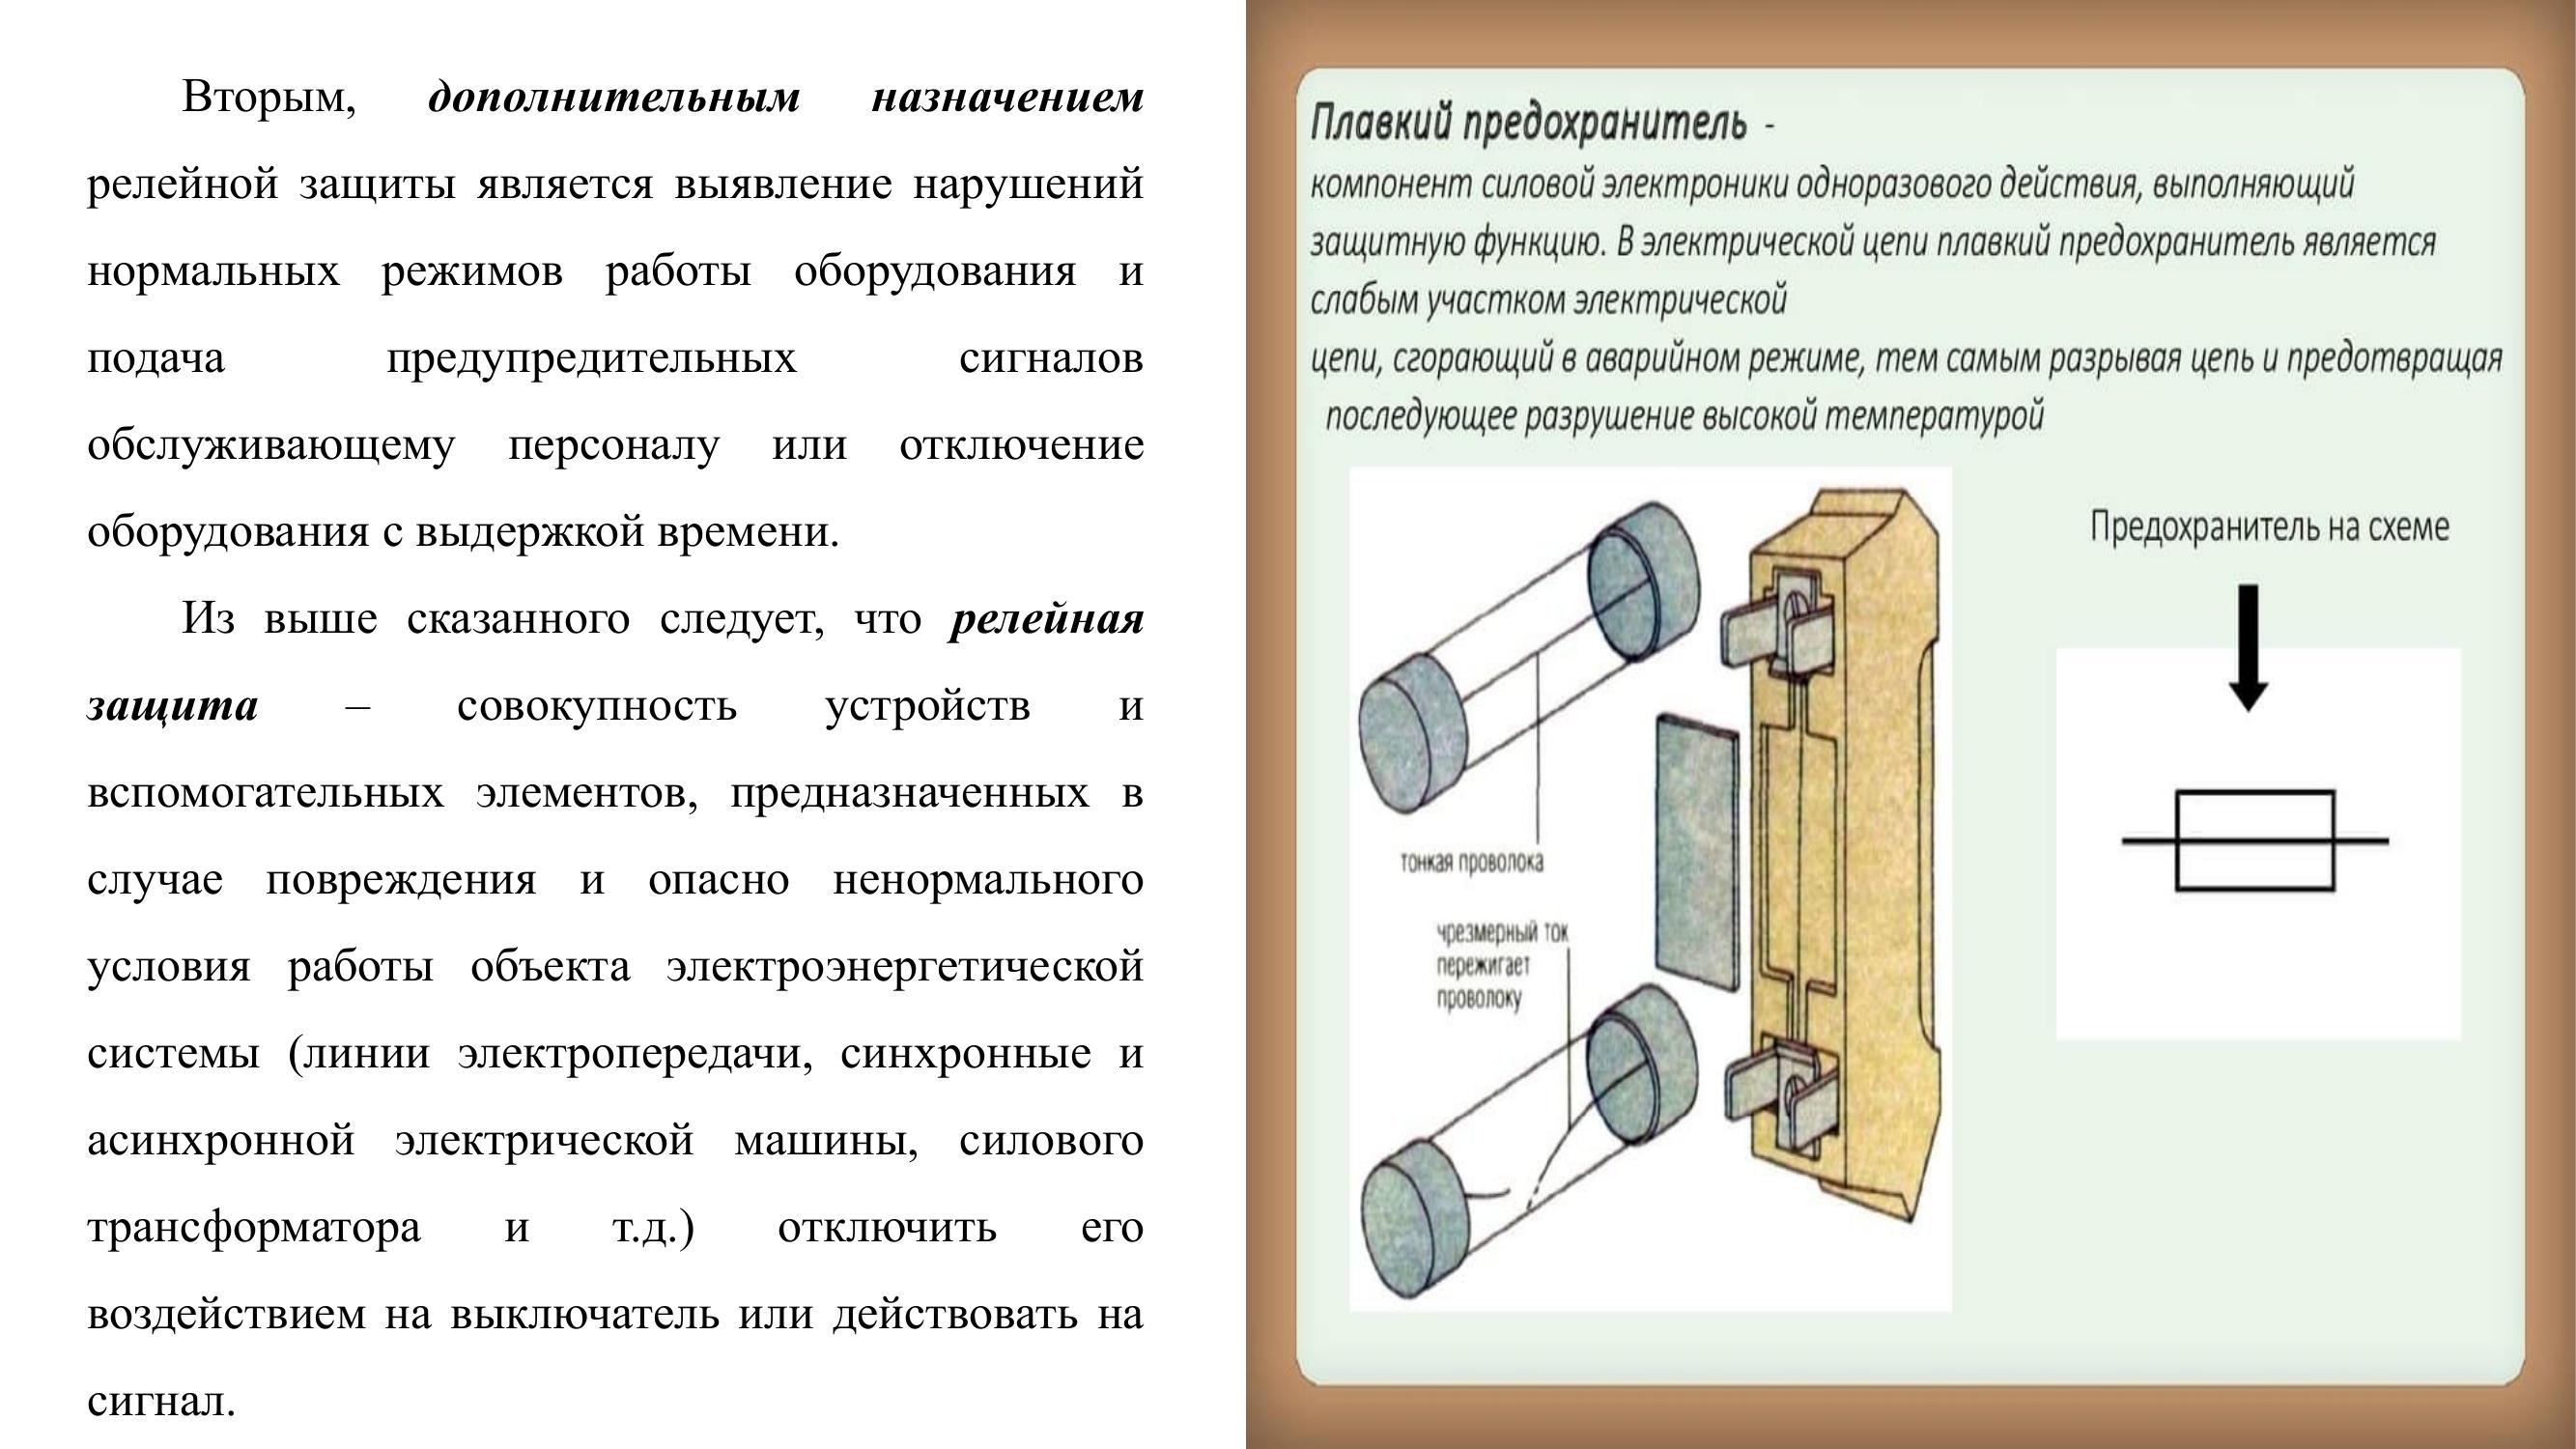 Вторым, дополнительным назначением
релейной защиты является выявление нарушений
нормальных режимов работы оборудования и
подача предупредительных сигналов
обслуживающему персоналу или отключение
оборудования с выдержкой времени.
Из выше сказанного следует, что релейная
защита – совокупность устройств и
вспомогательных элементов, предназначенных в
случае повреждения и опасно ненормального
условия работы объекта электроэнергетической
системы (линии электропередачи, синхронные и
асинхронной электрической машины, силового
трансформатора и т.д.) отключить его
воздействием на выключатель или действовать на
сигнал.
Плавкий предохранитель -
компонент силовой электроники одноразового действия, выполняющий
защитную функцию. В электрической цепи плавкий предохранитель является
слабым участком электрической
цепи, сгорающий в аварийном режиме, тем самым разрывая цепь и предотвращая
последующее разрушение высокой температурой
Предохранитель на схеме
тонкая проволока
чрезмерный ток
пережигает
проволоку